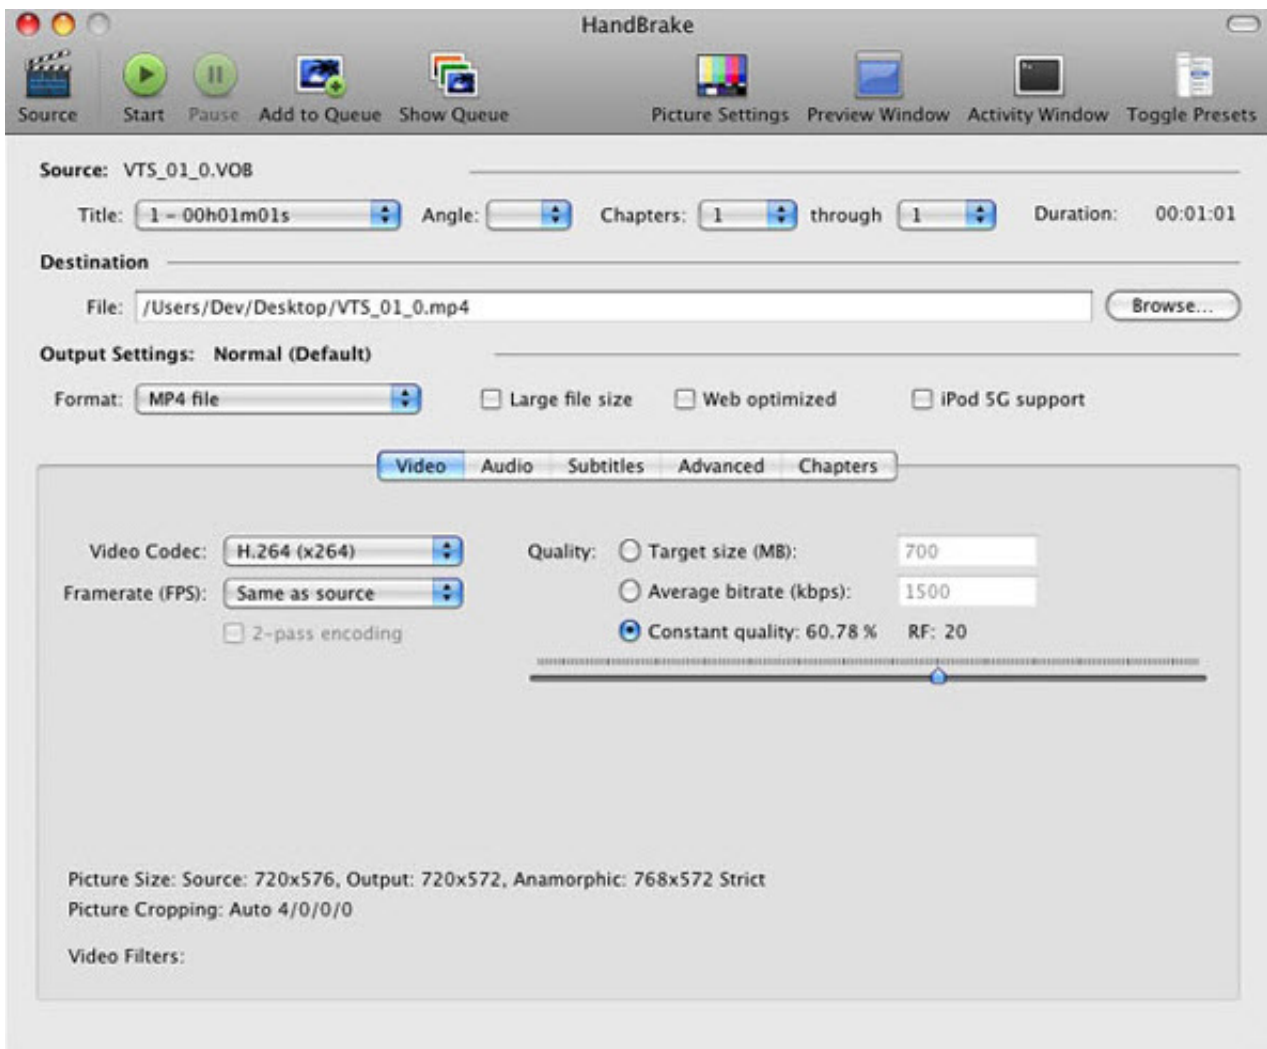 HandBrake
Source Start Pause Add to Queue Show Queue Picture Settings Preview Window Activity Window Toggle Presets
Source: VTS_01_0.VOB
Title: 1 - 00h01m01s Angle: Chapters: 1 through 1 Duration: 00:01:01
Destination
File: /Users/Dev/Desktop/VTS_01_0.mp4 Browse...
Output Settings: Normal (Default)
Format: MP4 file Large file size Web optimized iPod 5G support
Video Audio Subtitles Advanced Chapters
Video Codec: H.264 (x264) Quality: Target size (MB): 700
Framerate (FPS): Same as source Average bitrate (kbps): 1500
2-pass encoding Constant quality: 60.78 % RF: 20
Picture Size: Source: 720x576, Output: 720x572, Anamorphic: 768x572 Strict
Picture Cropping: Auto 4/0/0/0
Video Filters: